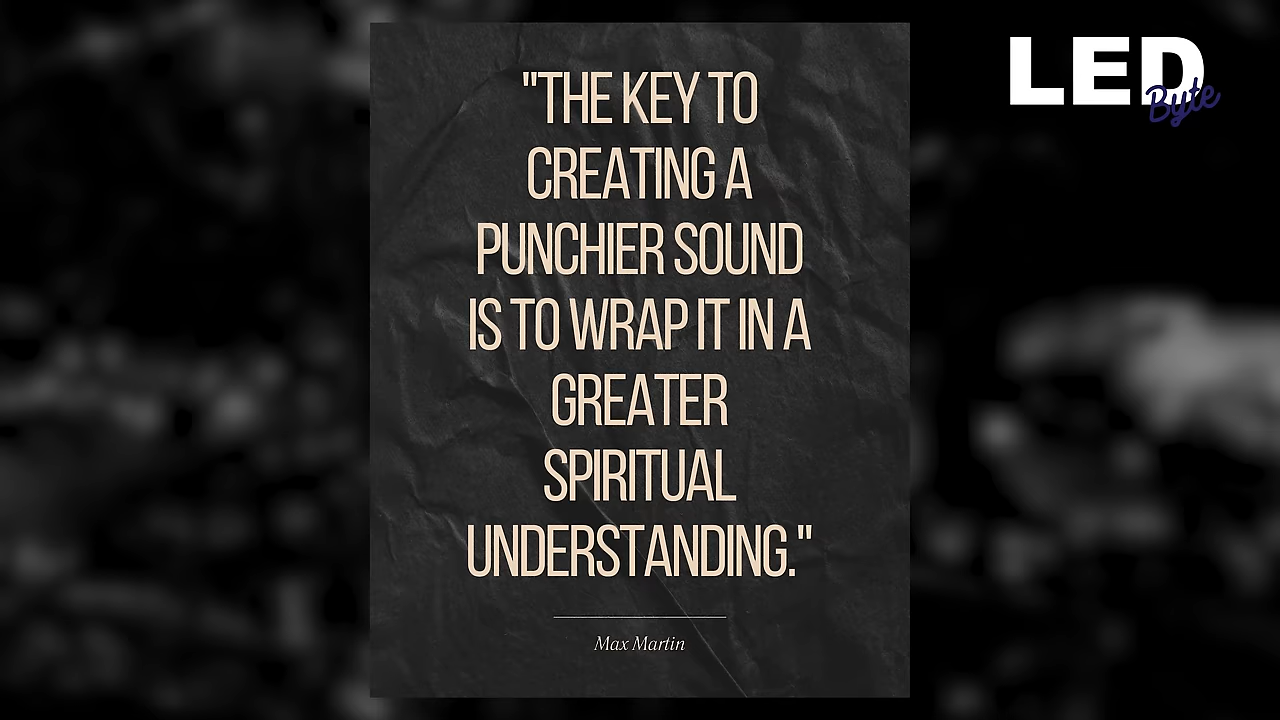 LED
Byte
"THE KEY TO
CREATING A
PUNCHIER SOUND
IS TO WRAP IT IN A
GREATER
SPIRITUAL
UNDERSTANDING."
Max Martin